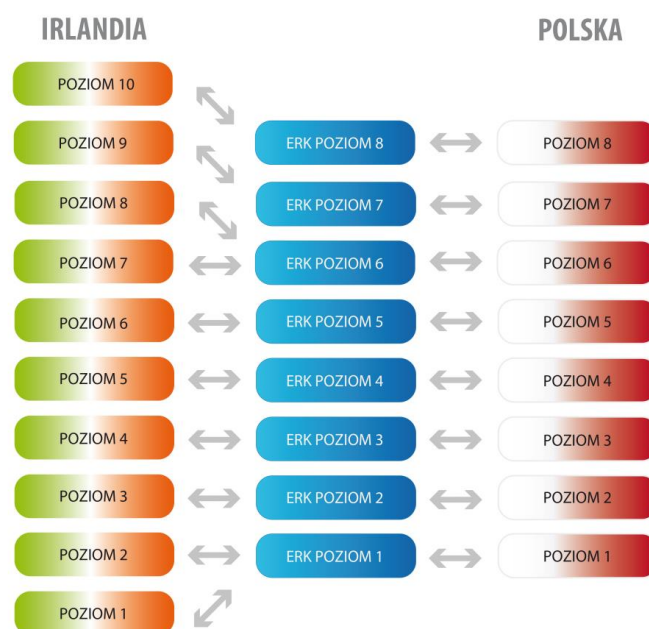 IRLANDIA
POLSKA
POZIOM 10
POZIOM 9
ERK POZIOM 8
POZIOM 8
POZIOM 8
ERK POZIOM 7
POZIOM 7
POZIOM 7
ERK POZIOM 6
POZIOM 6
POZIOM 6
ERK POZIOM 5
POZIOM 5
POZIOM 5
ERK POZIOM 4
POZIOM 4
POZIOM 4
ERK POZIOM 3
POZIOM 3
POZIOM 3
ERK POZIOM 2
POZIOM 2
POZIOM 2
ERK POZIOM 1
POZIOM 1
POZIOM 1